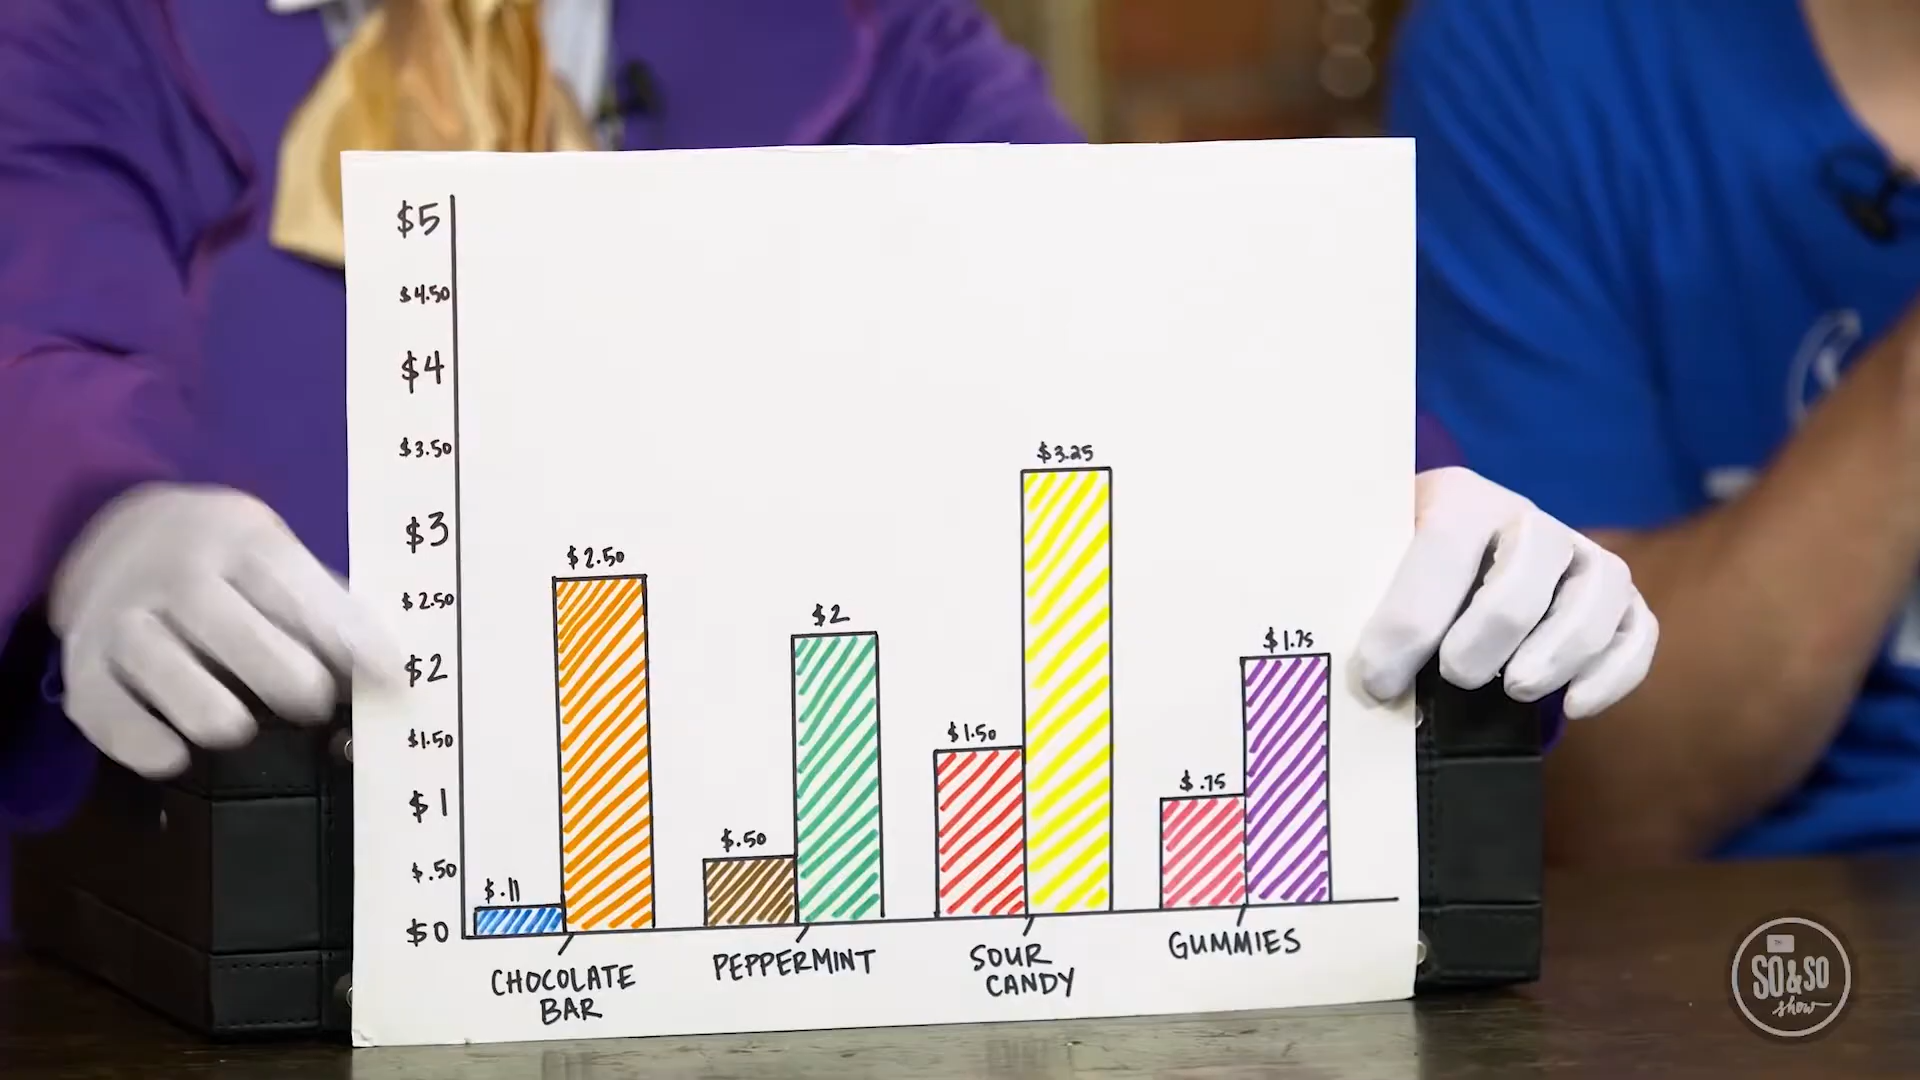 $5
$4.50
$4
$3.50
$3
$2.50
$2
$1.50
$1
$.50
$0
$.11
$2.50
$.50
$2
$1.50
$3.25
$.75
$1.75
CHOCOLATE
BAR
PEPPERMINT
SOUR
CANDY
GUMMIES
SO&SO
show